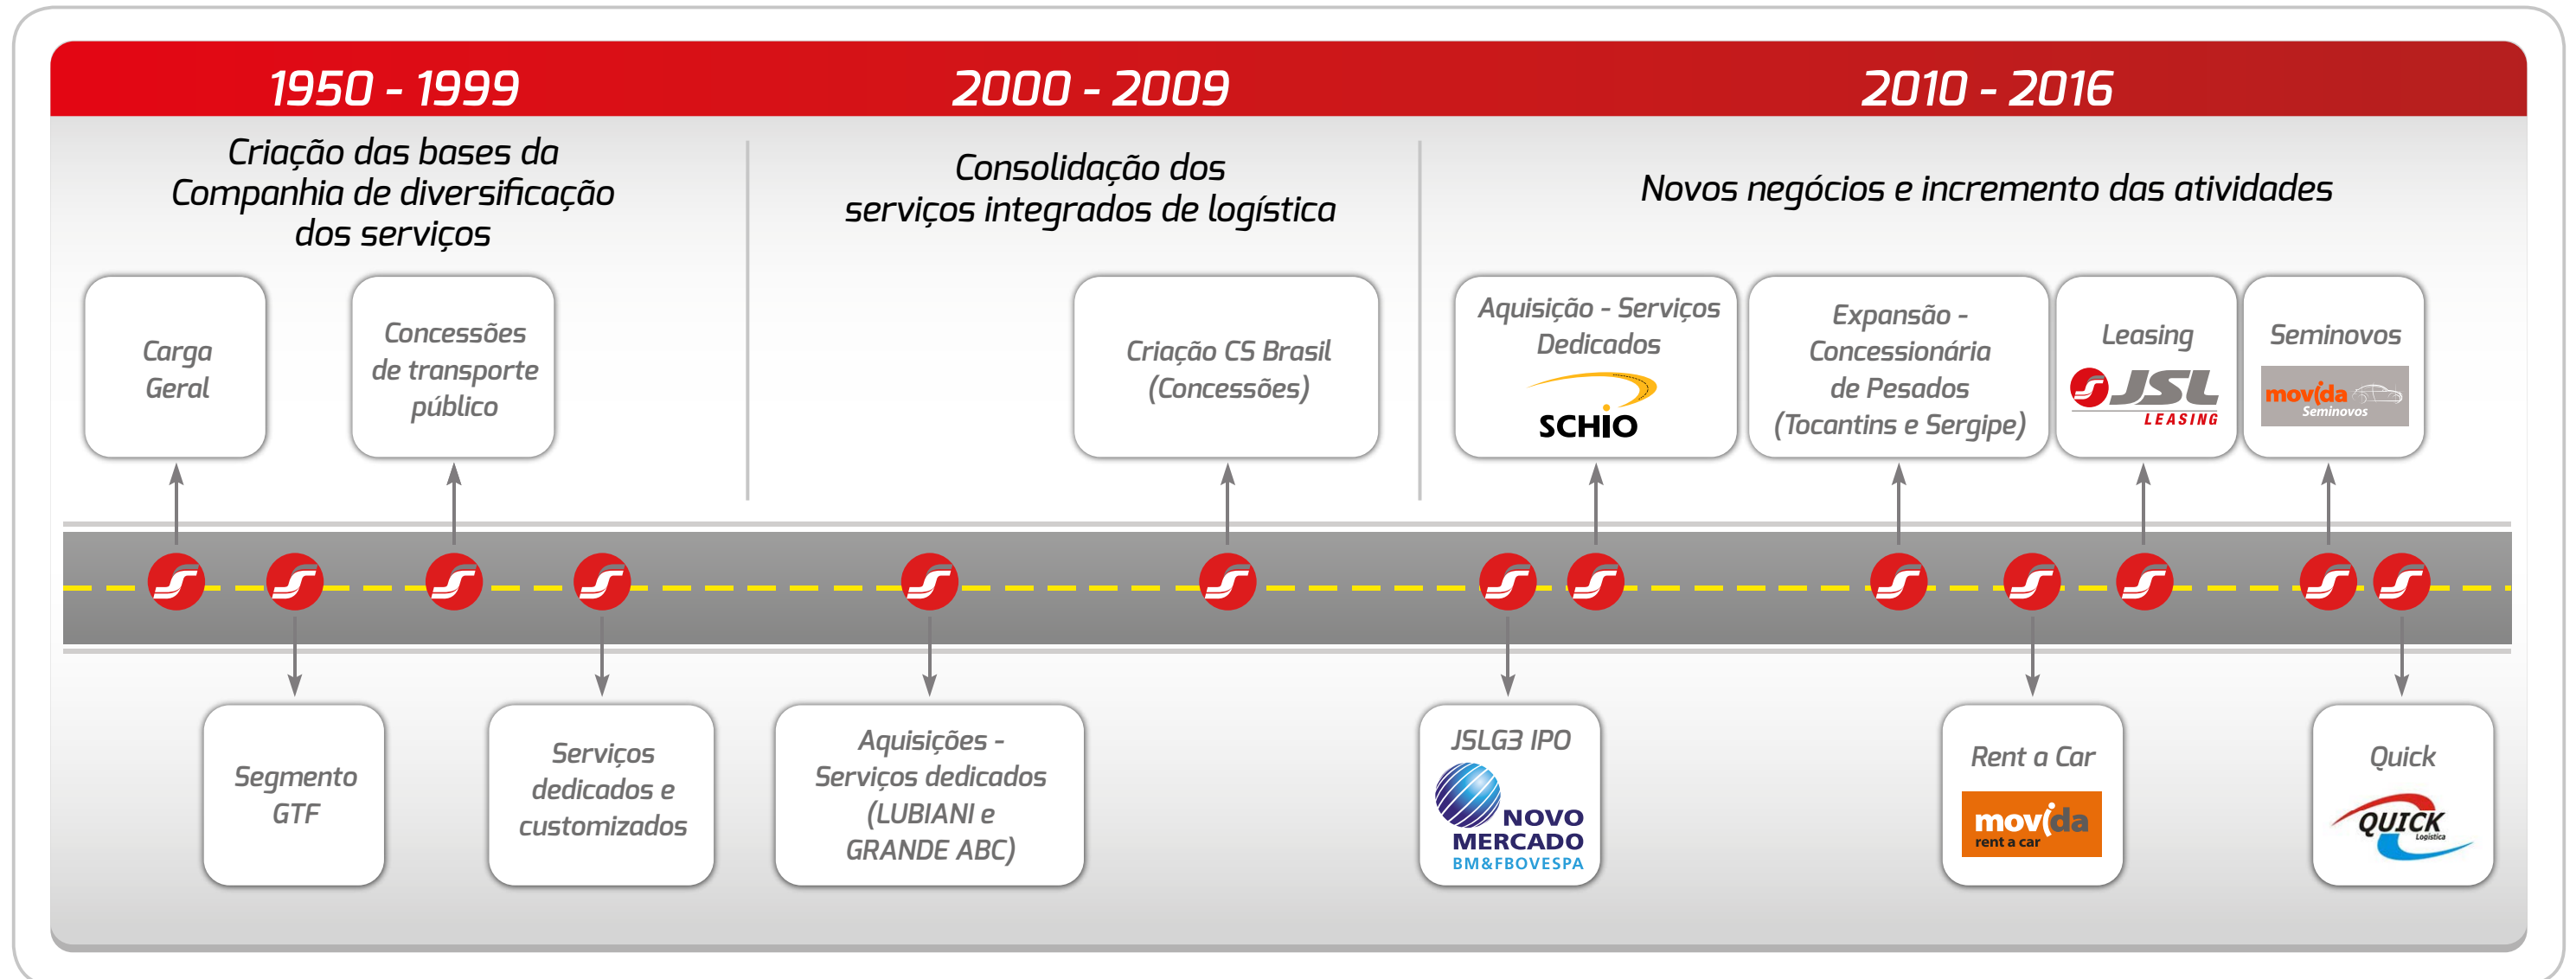 1950 - 1999
Criação das bases da
Companhia de diversificação
dos serviços
Carga
Geral
Concessões
de transporte
público
Segmento
GTF
Serviços
dedicados e
customizados
2000 - 2009
Consolidação dos
serviços integrados de logística
Criação CS Brasil
(Concessões)
Aquisições -
Serviços dedicados
(LUBIANI e
GRANDE ABC)
2010 - 2016
Novos negócios e incremento das atividades
Aquisição - Serviços
Dedicados
SCHIO
Expansão -
Concessionária
de Pesados
(Tocantins e Sergipe)
Leasing
JSL
LEASING
Seminovos
movida
Seminovos
JSLG3 IPO
NOVO
MERCADO
BM&FBOVESPA
Rent a Car
movida
rent a car
Quick
QUICK
Logística